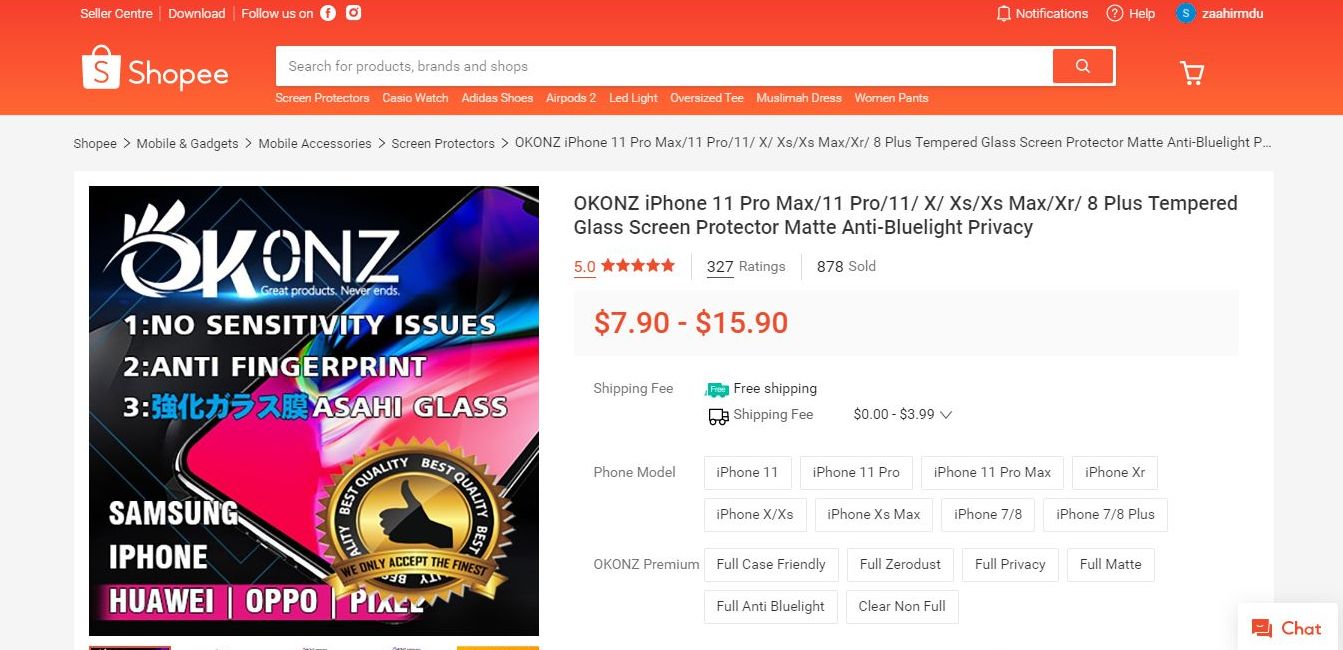 Seller Centre Download Follow us on Notifications Help S zaahirmdu
S Shopee Search for products, brands and shops
Screen Protectors Casio Watch Adidas Shoes Airpods 2 Led Light Oversized Tee Muslimah Dress Women Pants
Shopee > Mobile & Gadgets > Mobile Accessories > Screen Protectors > OKONZ iPhone 11 Pro Max/11 Pro/11/ X/ Xs/Xs Max/Xr/ 8 Plus Tempered Glass Screen Protector Matte Anti-Bluelight P...
OKONZ
Great products. Never ends.
1:NO SENSITIVITY ISSUES
2:ANTI FINGERPRINT
3:強化ガラス膜ASAHI GLASS
BEST QUALITY BEST QUALITY BEST
WE ONLY ACCEPT THE FINEST
SAMSUNG
IPHONE
HUAWEI | OPPO | PIXEL
OKONZ iPhone 11 Pro Max/11 Pro/11/ X/ Xs/Xs Max/Xr/ 8 Plus Tempered
Glass Screen Protector Matte Anti-Bluelight Privacy
5.0 327 Ratings 878 Sold
$7.90 - $15.90
Shipping Fee Free Free shipping
Shipping Fee $0.00 - $3.99
Phone Model iPhone 11 iPhone 11 Pro iPhone 11 Pro Max iPhone Xr
iPhone X/Xs iPhone Xs Max iPhone 7/8 iPhone 7/8 Plus
OKONZ Premium Full Case Friendly Full Zerodust Full Privacy Full Matte
Full Anti Bluelight Clear Non Full
Chat